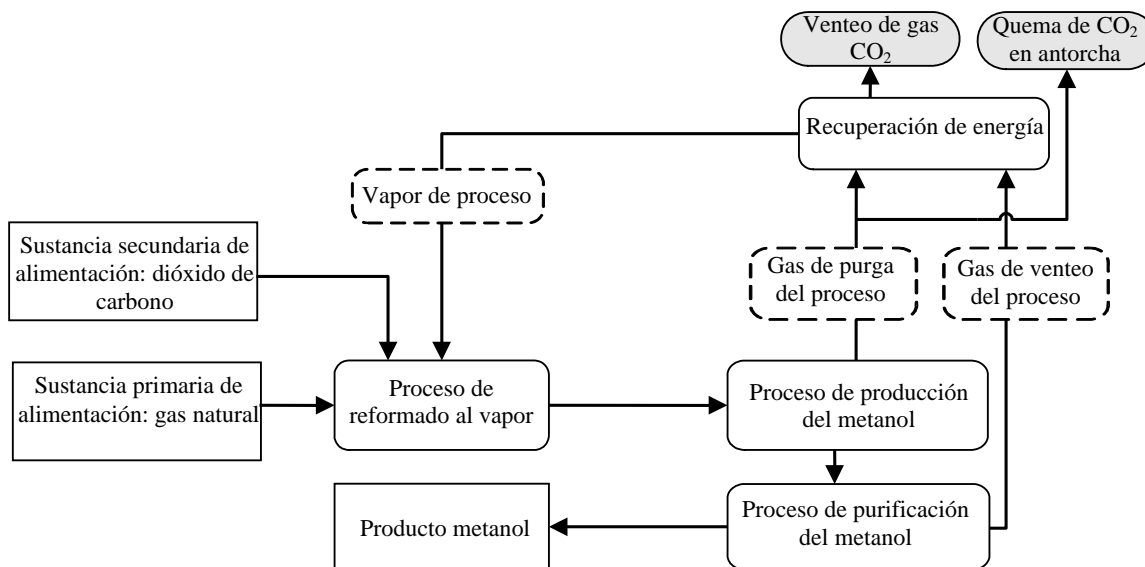 Venteo de gas
CO₂
Quema de CO₂
en antorcha
Recuperación de energía
Vapor de proceso
Sustancia secundaria de
alimentación: dióxido de
carbono
Gas de purga
del proceso
Gas de venteo
del proceso
Sustancia primaria de
alimentación: gas natural
Proceso de
reformado al vapor
Proceso de producción
del metanol
Producto metanol
Proceso de purificación
del metanol